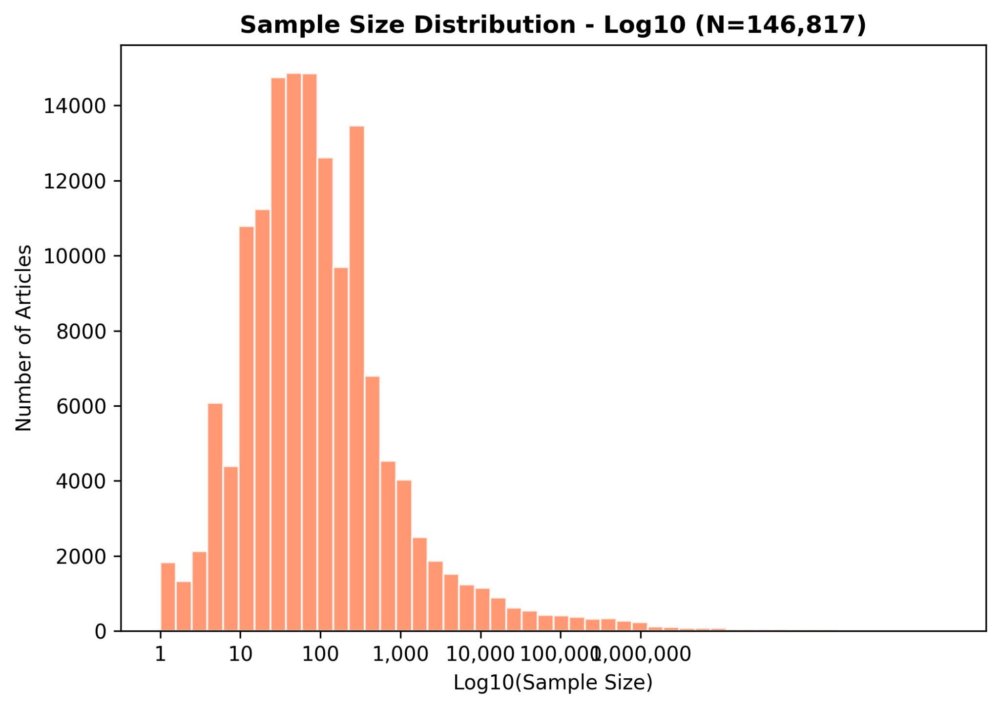 Sample Size Distribution - Log10 (N=146,817)
Number of Articles
14000
12000
10000
8000
6000
4000
2000
0
1 10 100 1,000 10,000 100,000 1,000,000
Log10(Sample Size)